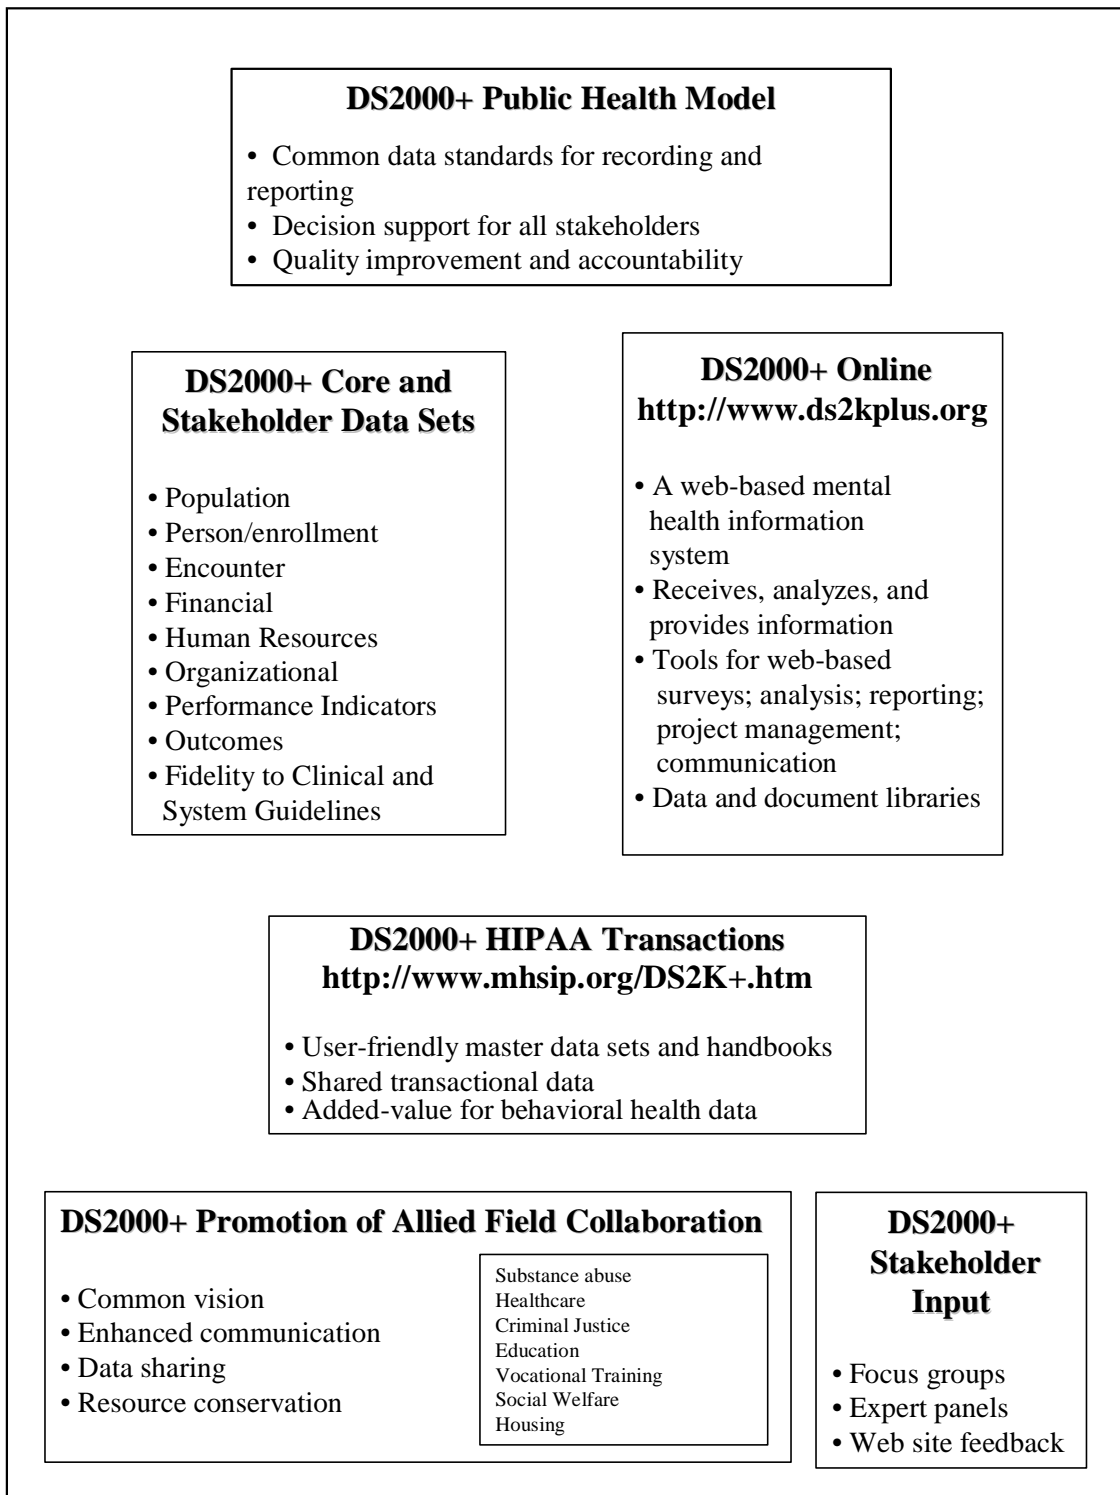 DS2000+ Public Health Model
• Common data standards for recording and
reporting
• Decision support for all stakeholders
• Quality improvement and accountability
DS2000+ Core and
Stakeholder Data Sets
• Population
• Person/enrollment
• Encounter
• Financial
• Human Resources
• Organizational
• Performance Indicators
• Outcomes
• Fidelity to Clinical and
System Guidelines
DS2000+ Online
http://www.ds2kplus.org
• A web-based mental
health information
system
• Receives, analyzes, and
provides information
• Tools for web-based
surveys; analysis; reporting;
project management;
communication
• Data and document libraries
DS2000+ HIPAA Transactions
http://www.mhsip.org/DS2K+.htm
• User-friendly master data sets and handbooks
• Shared transactional data
• Added-value for behavioral health data
DS2000+ Promotion of Allied Field Collaboration
• Common vision
• Enhanced communication
• Data sharing
• Resource conservation
Substance abuse
Healthcare
Criminal Justice
Education
Vocational Training
Social Welfare
Housing
DS2000+
Stakeholder
Input
• Focus groups
• Expert panels
• Web site feedback